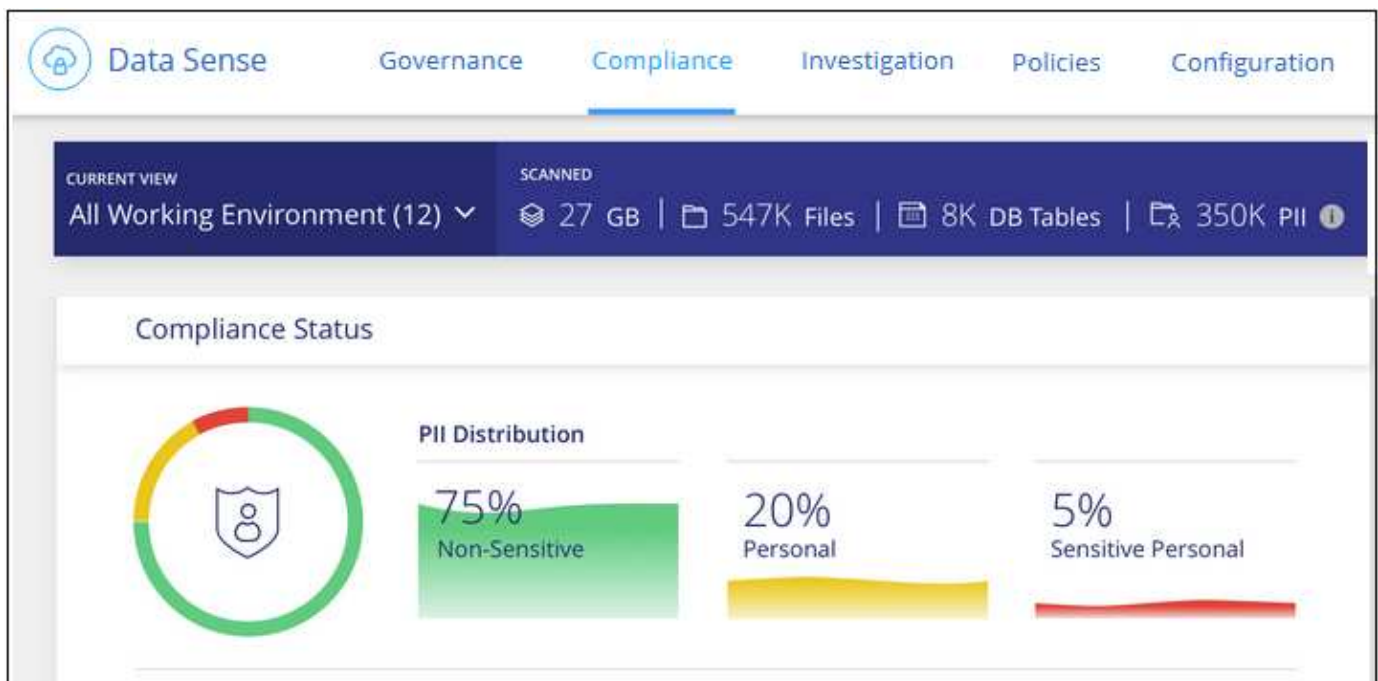 Data Sense Governance Compliance Investigation Policies Configuration
CURRENT VIEW
All Working Environment (12)
SCANNED
27 GB | 547K Files | 8K DB Tables | 350K PII i
Compliance Status
PII Distribution
75%
Non-Sensitive
20%
Personal
5%
Sensitive Personal